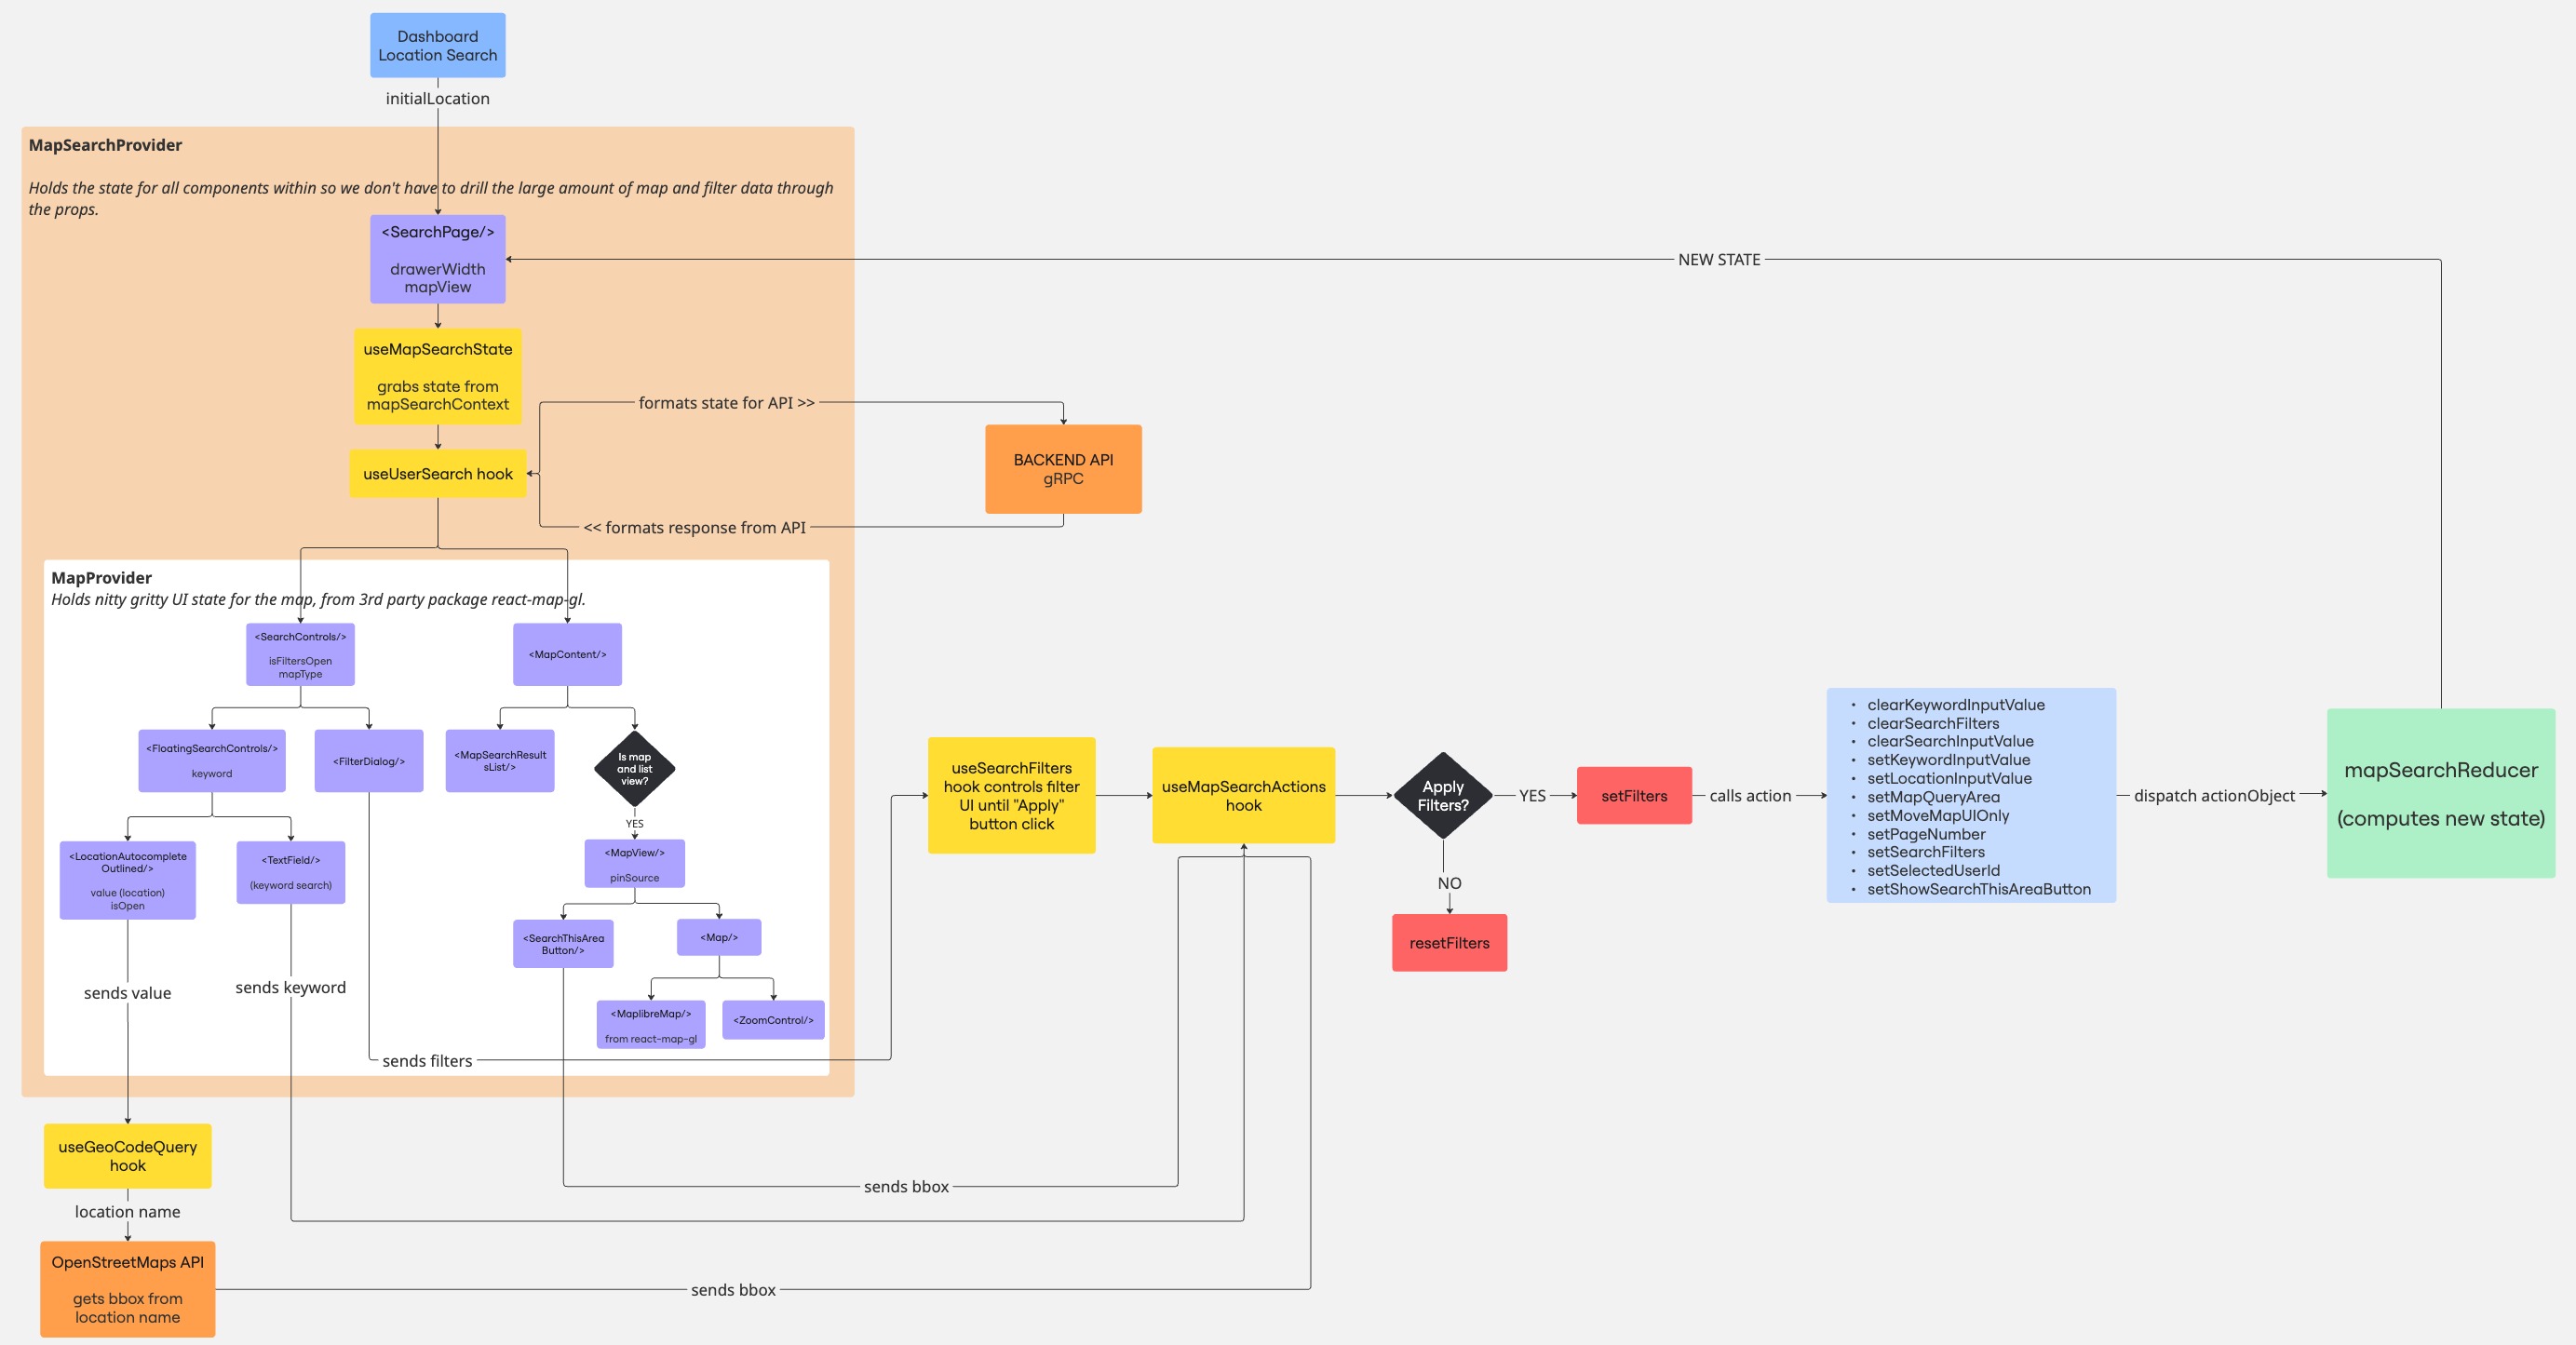 Dashboard
Location Search
initialLocation
MapSearchProvider
Holds the state for all components within so we don't have to drill the large amount of map and filter data through
the props.
<SearchPage/>
drawerWidth
mapView
NEW STATE
useMapSearchState
grabs state from
mapSearchContext
formats state for API >>
useUserSearch hook
BACKEND API
gRPC
<< formats response from API
MapProvider
Holds nitty gritty UI state for the map, from 3rd party package react-map-gl.
<SearchControls/>
isFiltersOpen
mapType
<MapContent/>
<FloatingSearchControls/>
keyword
<FilterDialog/>
<MapSearchResul
tsList/>
Is map
and list
view?
YES
<LocationAutocomplete
Outlined/>
value (location)
isOpen
<TextField/>
(keyword search)
<MapView/>
pinSource
<SearchThisArea
Button/>
<Map/>
<MaplibreMap/>
from react-map-gl
<ZoomControl/>
sends value
sends keyword
sends filters
useSearchFilters
hook controls filter
UI until "Apply"
button click
useMapSearchActions
hook
Apply
Filters?
YES
setFilters
calls action
NO
resetFilters
• clearKeywordInputValue
• clearSearchFilters
• clearSearchInputValue
• setKeywordInputValue
• setLocationInputValue
• setMapQueryArea
• setMoveMapUIOnly
• setPageNumber
• setSearchFilters
• setSelectedUserId
• setShowSearchThisAreaButton
dispatch actionObject
mapSearchReducer
(computes new state)
useGeoCodeQuery
hook
sends bbox
location name
OpenStreetMaps API
gets bbox from
location name
sends bbox